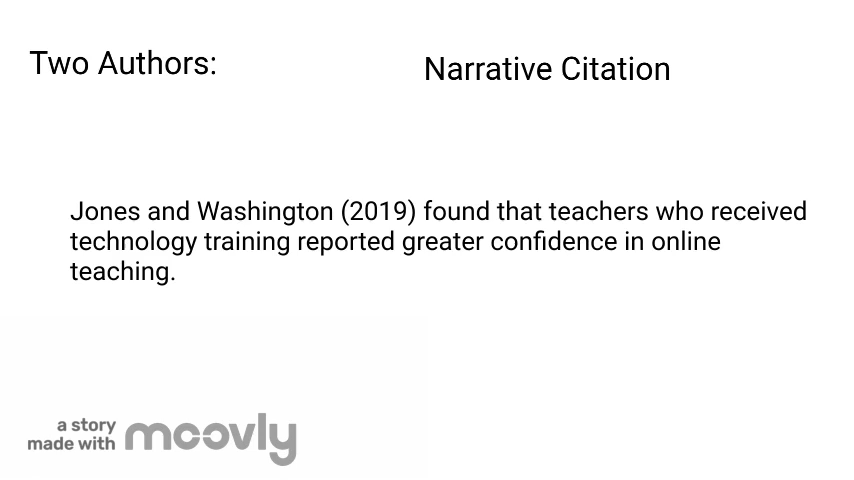 Two Authors:
Narrative Citation
Jones and Washington (2019) found that teachers who received
technology training reported greater confidence in online
teaching.
a story
made with moovly